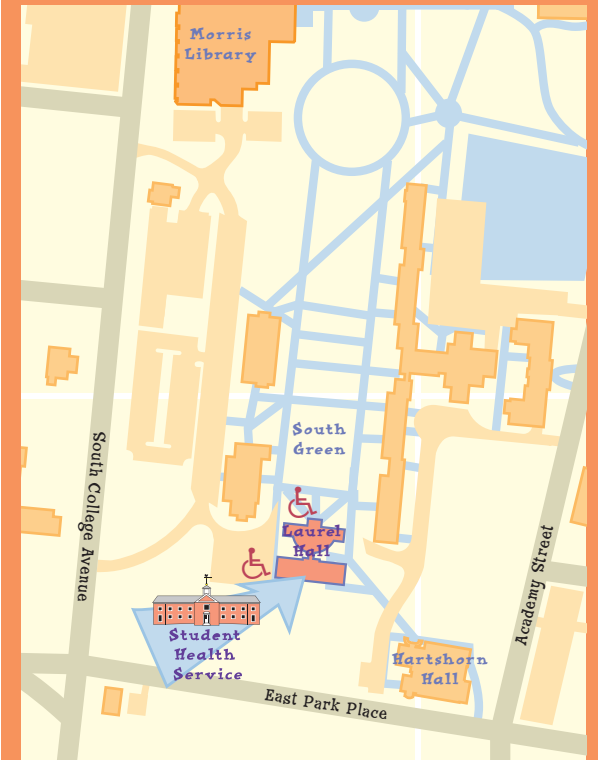 Morris
Library
South
Green
South College Avenue
Laurel
Hall
Academy Street
Student
Health
Service
Hartshorn
Hall
East Park Place